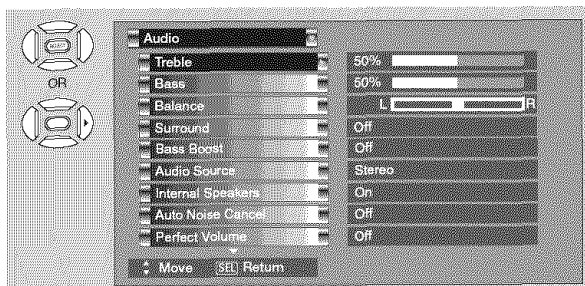 Audio
SELECT
OR
Treble 50%
Bass 50%
Balance L R
Surround Off
Bass Boost Off
Audio Source Stereo
Internal Speakers On
Auto Noise Cancel Off
Perfect Volume Off
Move SEL Return